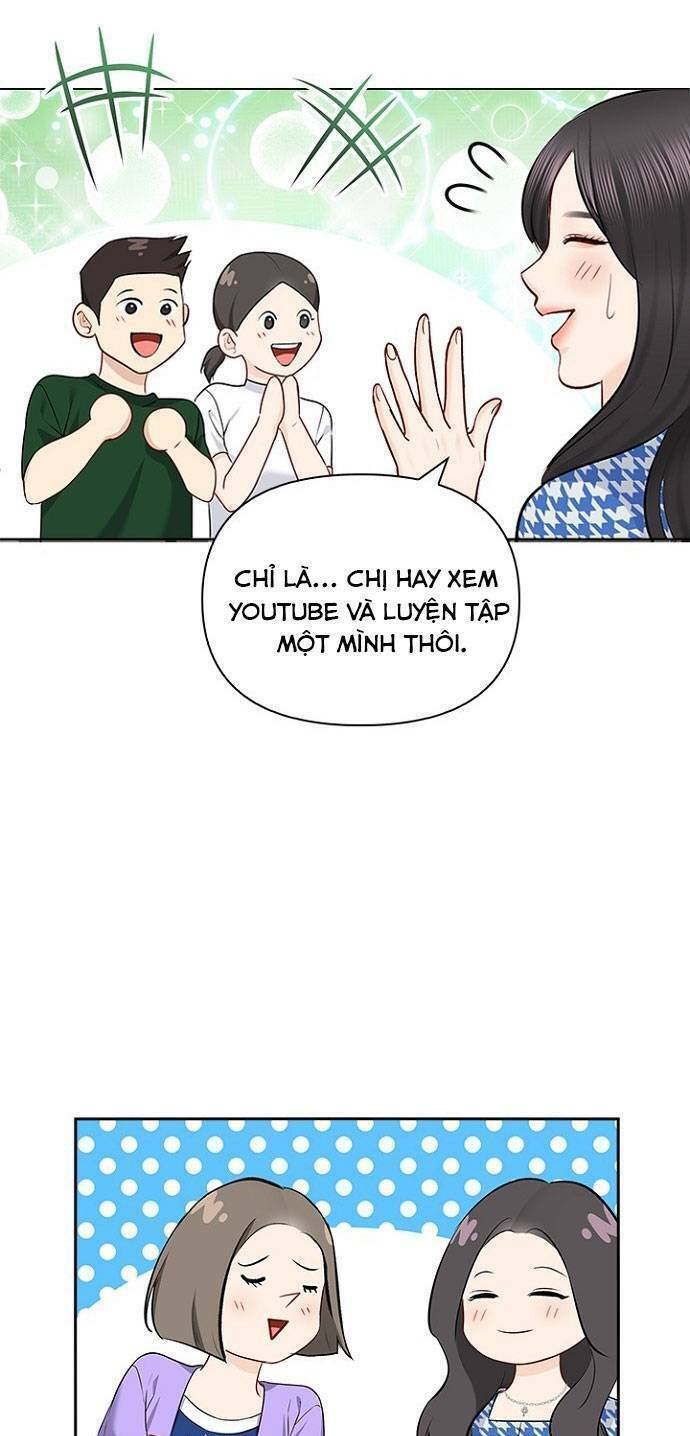 CHỈ LÀ... CHỊ HAY XEM
YOUTUBE VÀ LUYỆN TẬP
MỘT MÌNH THÔI.